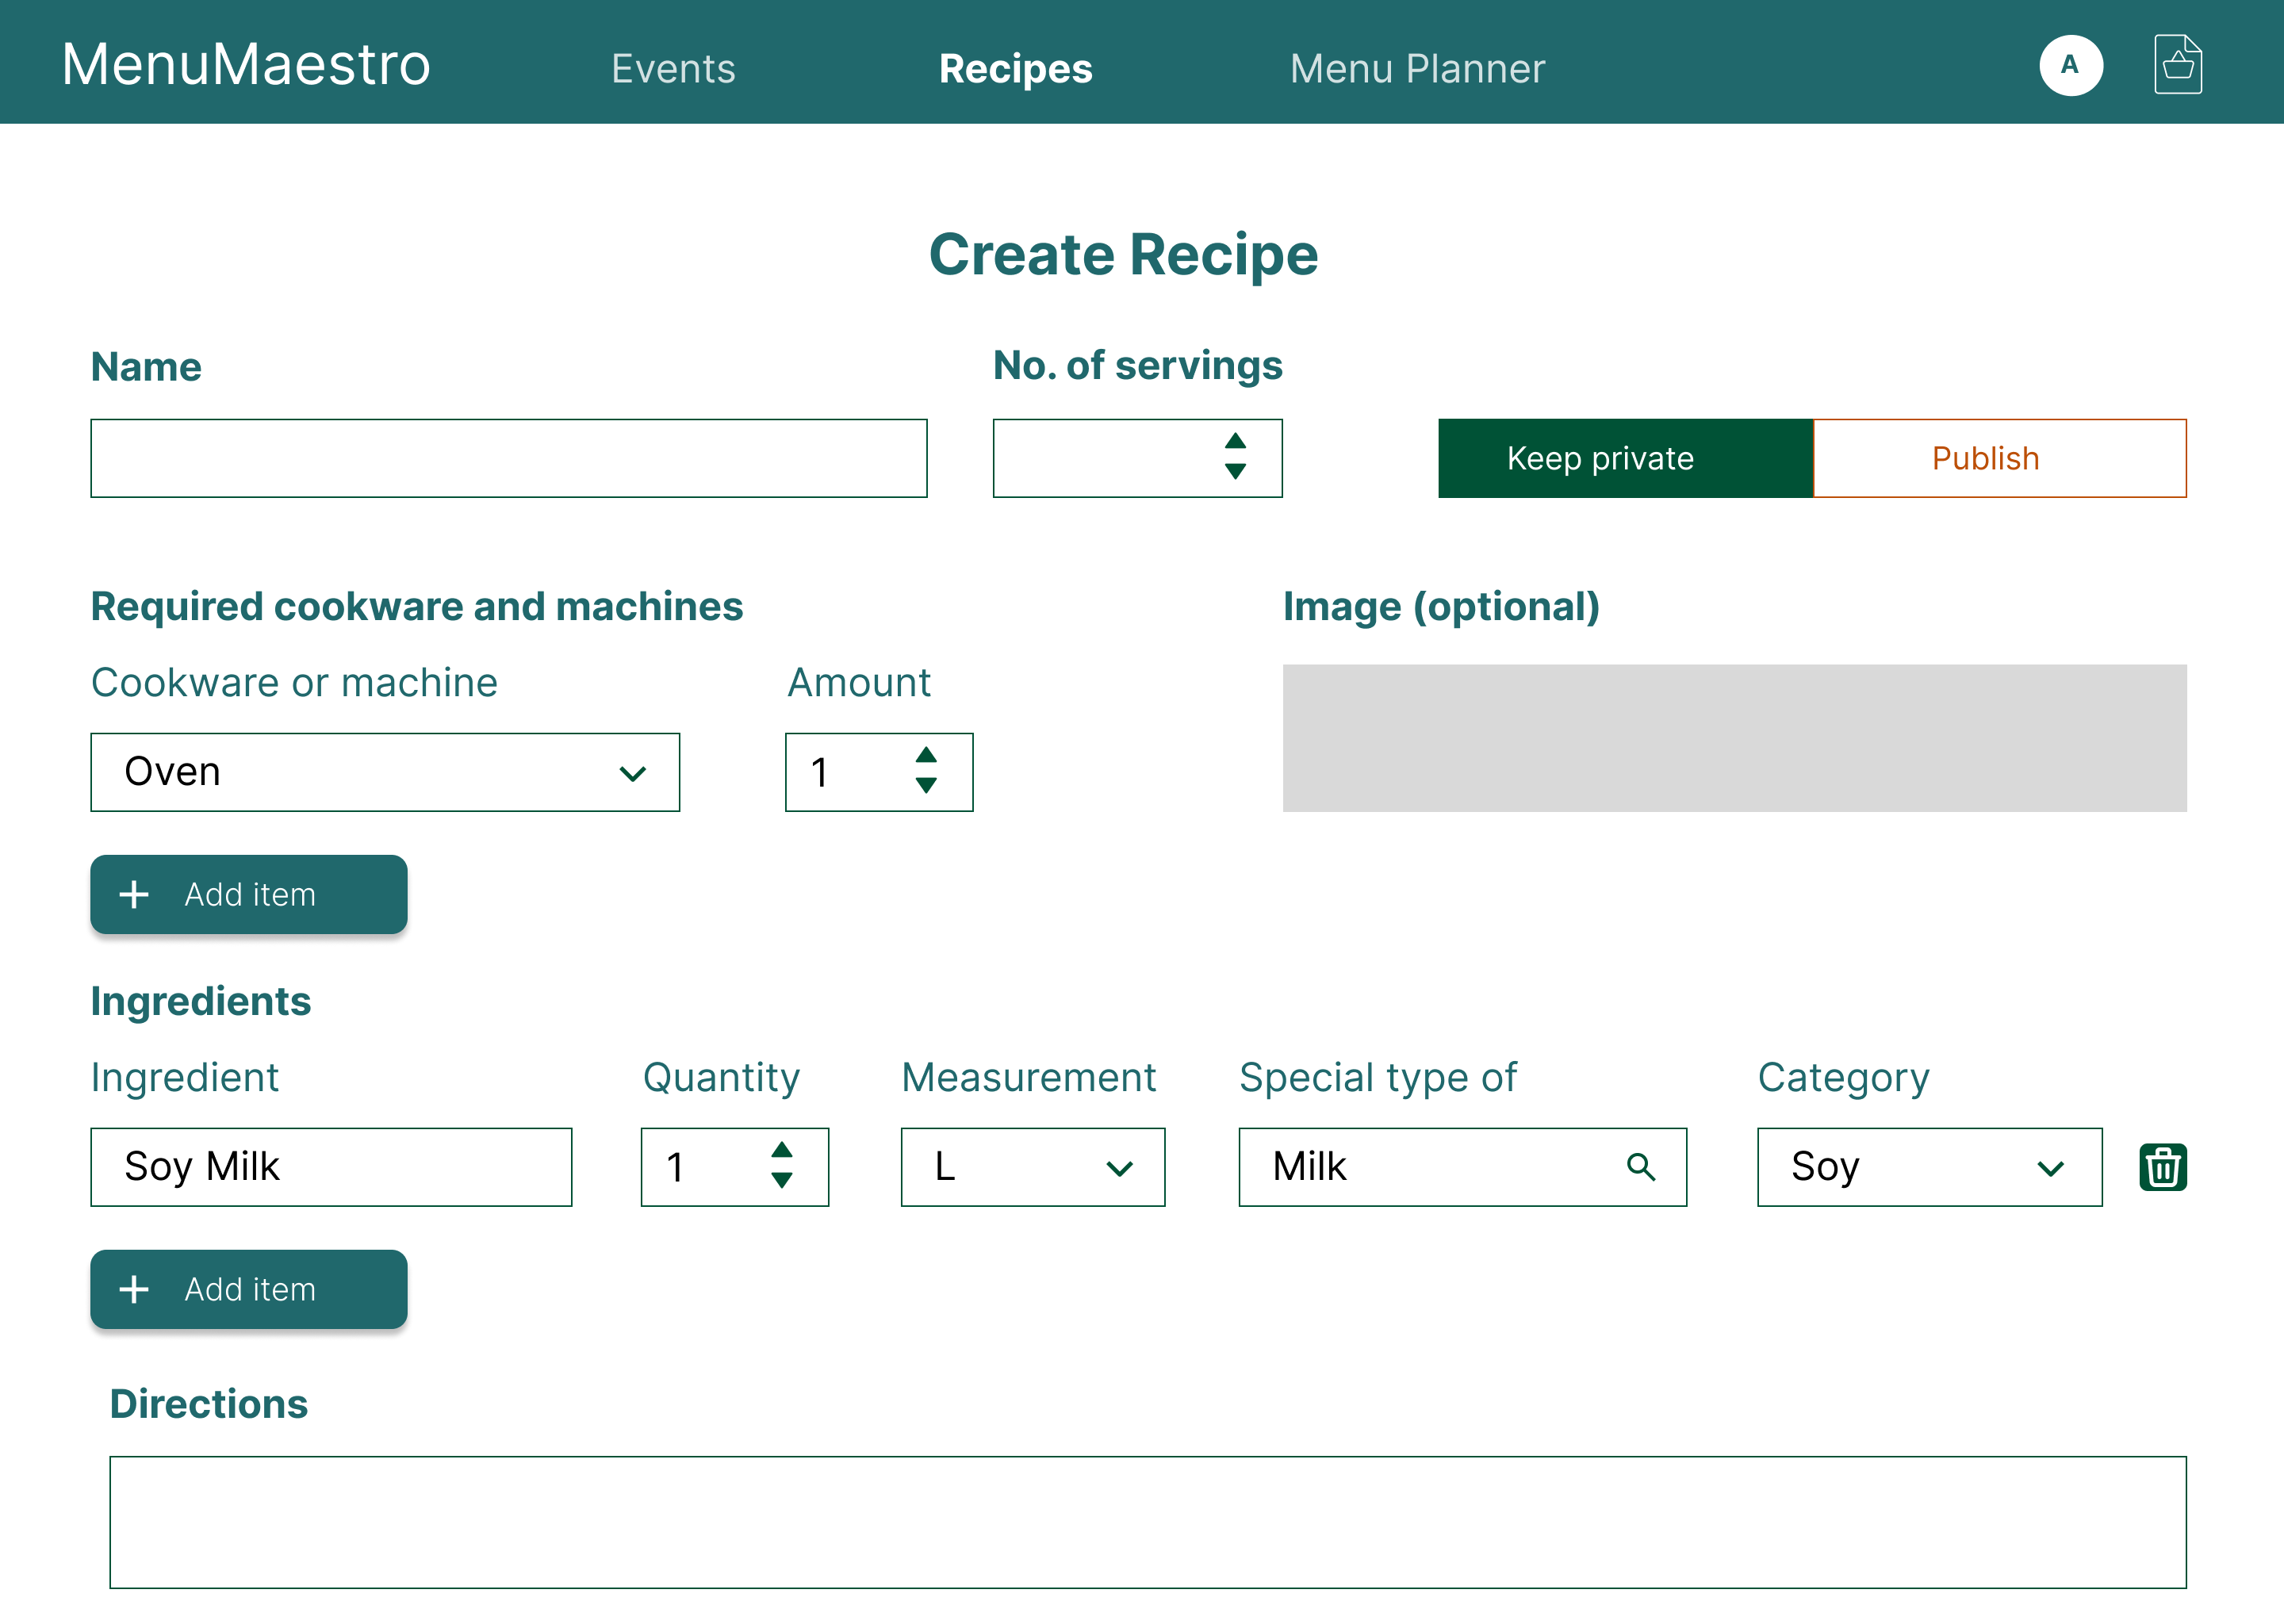 MenuMaestro Events Recipes Menu Planner A
Create Recipe
Name No. of servings
Keep private Publish
Required cookware and machines Image (optional)
Cookware or machine Amount
Oven 1
Add item
Ingredients
Ingredient Quantity Measurement Special type of Category
Soy Milk 1 L Milk Soy
Add item
Directions